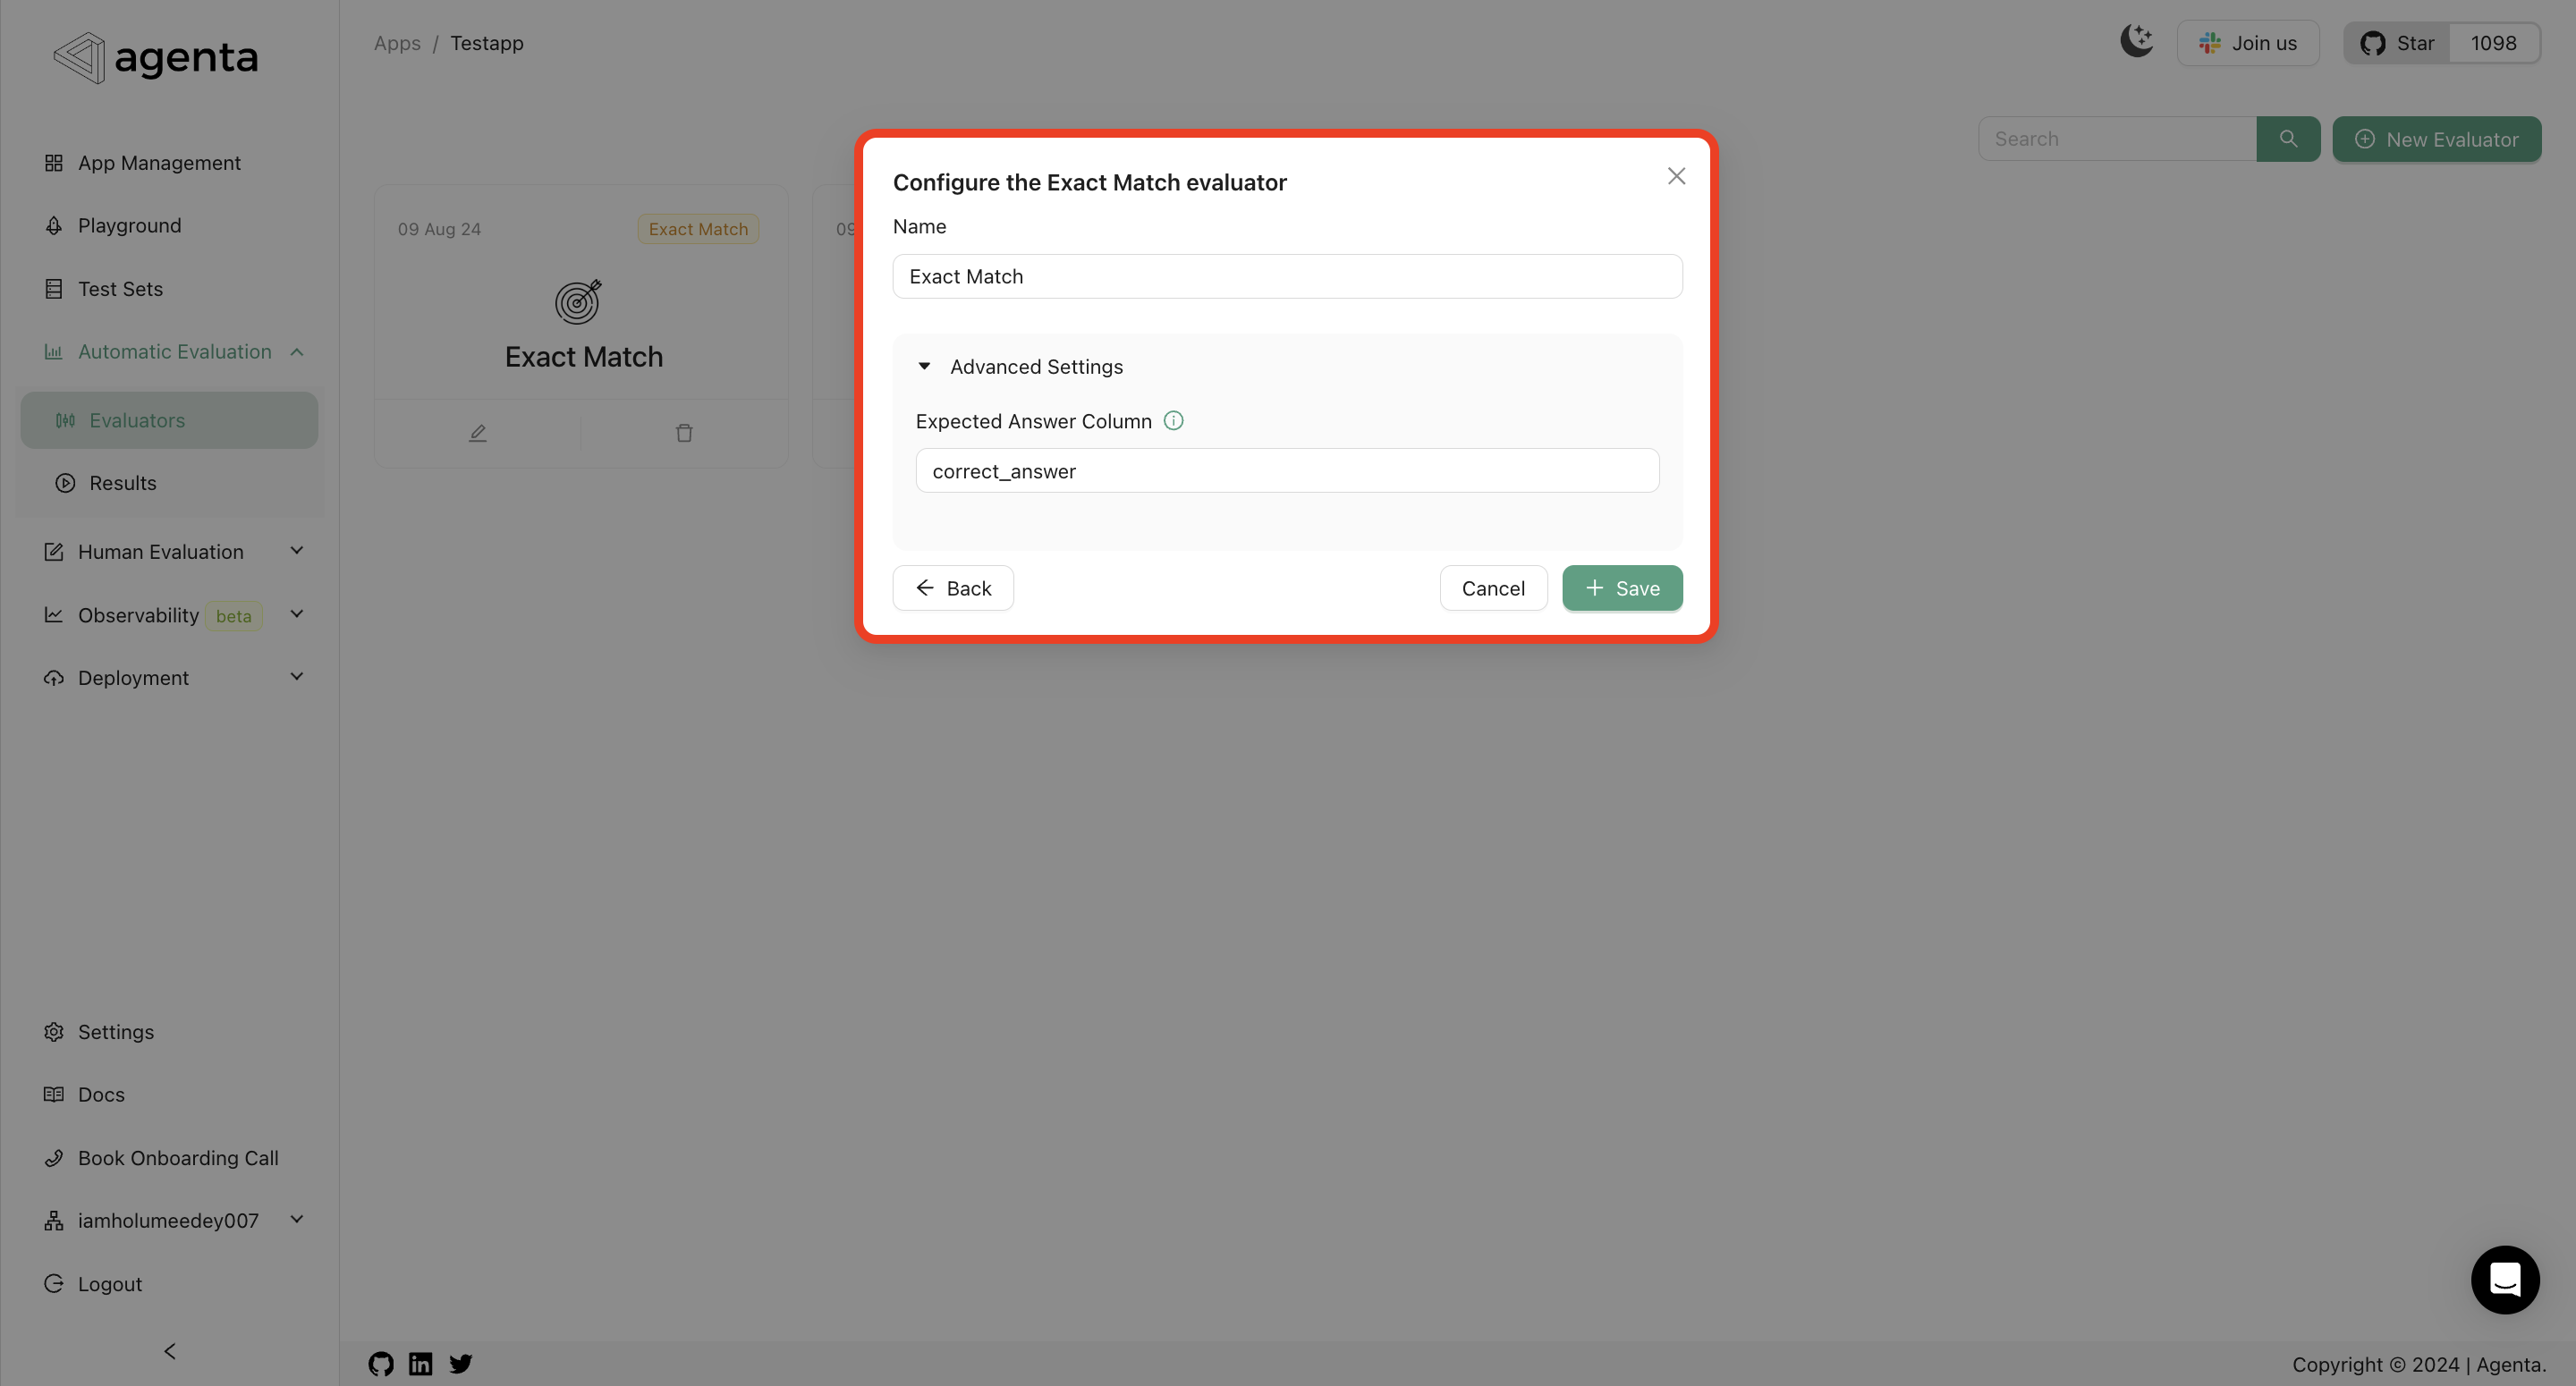 agenta
Apps / Testapp
Join us
Star 1098
Search
New Evaluator
App Management
Playground
Test Sets
Automatic Evaluation
Evaluators
Results
Human Evaluation
Observability beta
Deployment
Settings
Docs
Book Onboarding Call
iamholumeedey007
Logout
09 Aug 24 Exact Match
Exact Match
09
Configure the Exact Match evaluator
Name
Exact Match
Advanced Settings
Expected Answer Column
correct_answer
Back
Cancel
Save
Copyright © 2024 | Agenta.